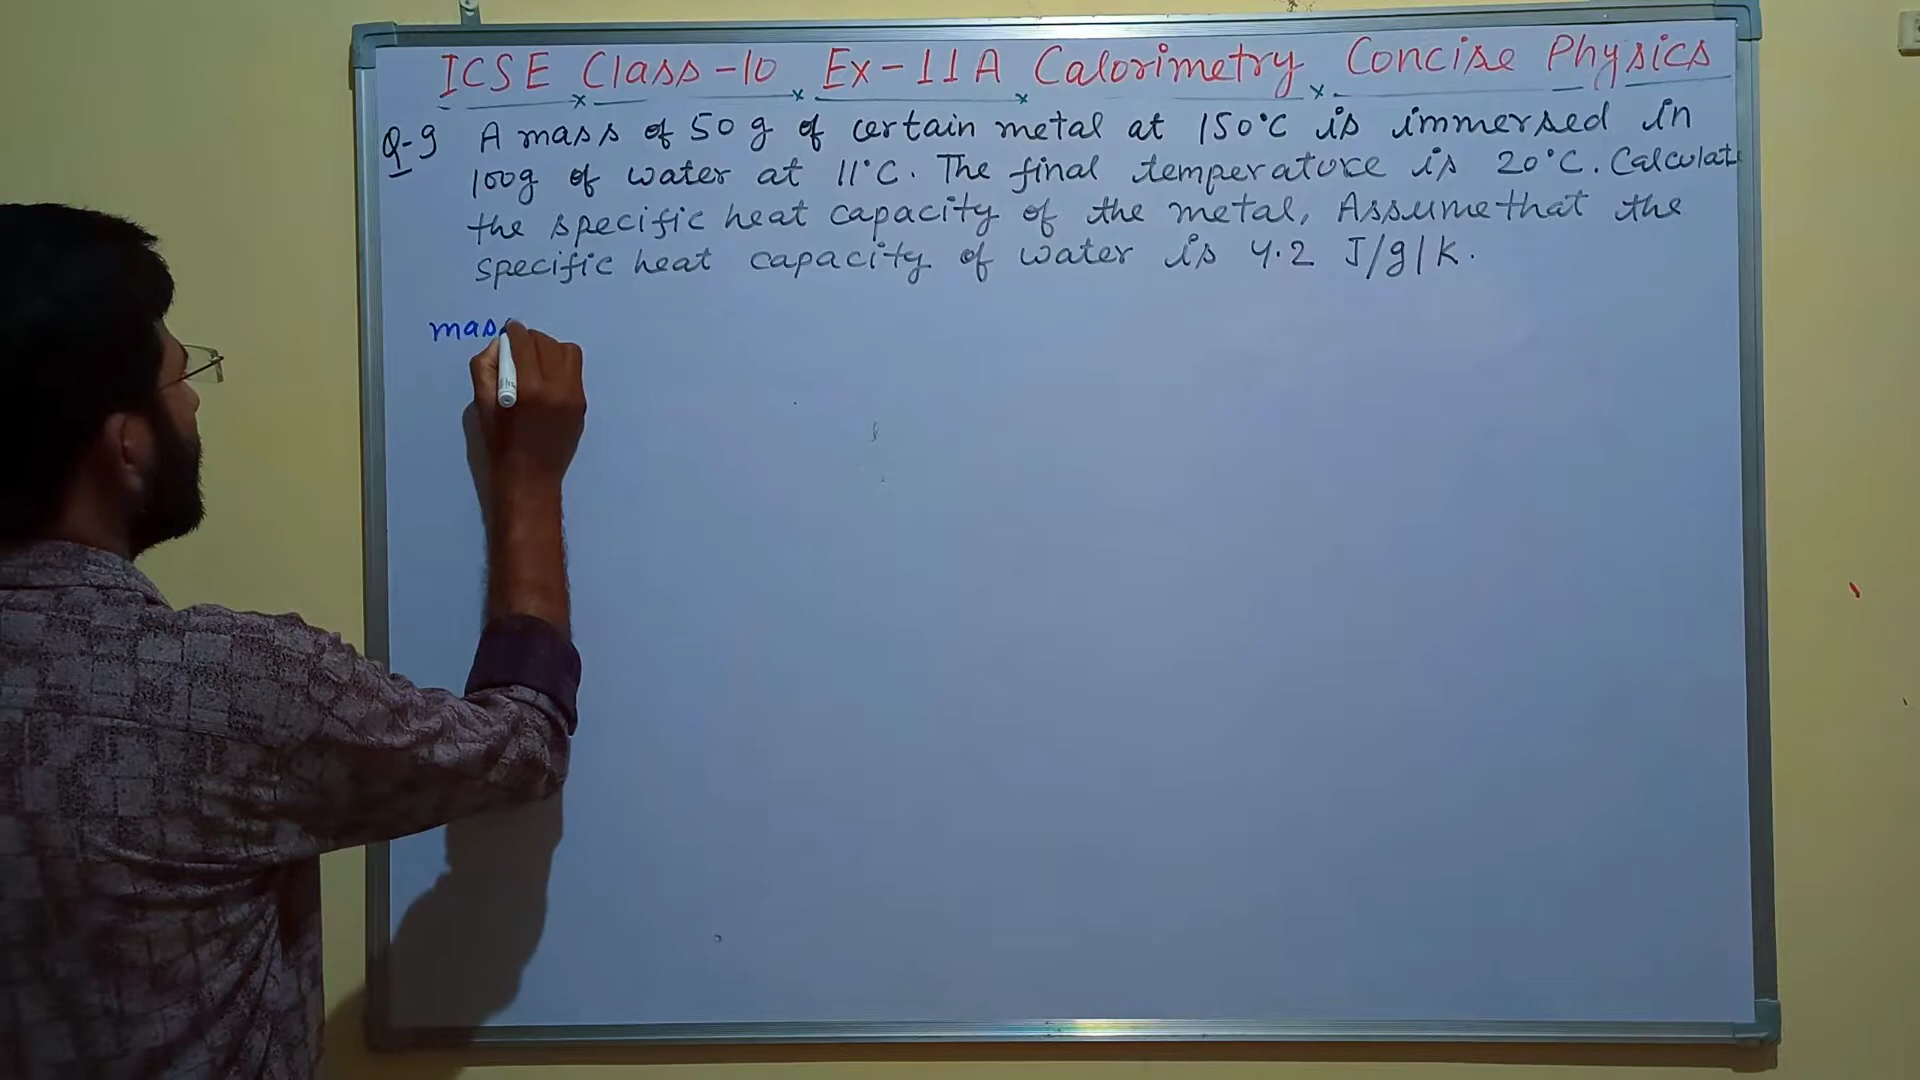 ICSE Class-10 Ex-11A Calorimetry Concise Physics
Q-9 A mass of 50 g of certain metal at 150°C is immersed in
100g of water at 11°C. The final temperature is 20°C. Calculate
the specific heat capacity of the metal, Assume that the
specific heat capacity of water is 4.2 J/g/k.
mass